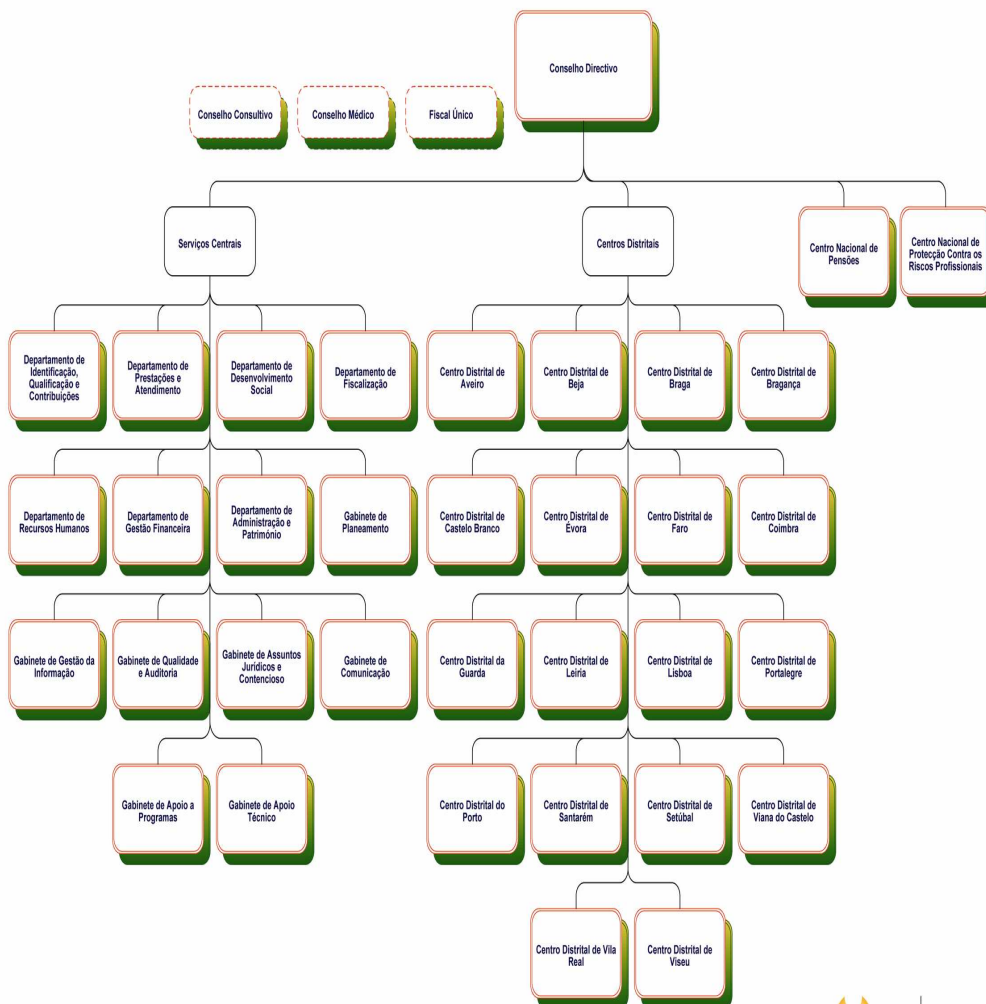 Conselho Directivo
Conselho Consultivo
Conselho Médico
Fiscal Único
Serviços Centrais
Centros Distritais
Centro Nacional de
Pensões
Centro Nacional de
Protecção Contra os
Riscos Profissionais
Departamento de
Identificação,
Qualificação e
Contribuições
Departamento de
Prestações e
Atendimento
Departamento de
Desenvolvimento
Social
Departamento de
Fiscalização
Centro Distrital de
Aveiro
Centro Distrital de
Beja
Centro Distrital de
Braga
Centro Distrital de
Bragança
Departamento de
Recursos Humanos
Departamento de
Gestão Financeira
Departamento de
Administração e
Património
Gabinete de
Planeamento
Centro Distrital de
Castelo Branco
Centro Distrital de
Évora
Centro Distrital de
Faro
Centro Distrital de
Coimbra
Gabinete de Gestão da
Informação
Gabinete de Qualidade
e Auditoria
Gabinete de Assuntos
Jurídicos e
Contencioso
Gabinete de
Comunicação
Centro Distrital da
Guarda
Centro Distrital de
Leiria
Centro Distrital de
Lisboa
Centro Distrital de
Portalegre
Gabinete de Apoio a
Programas
Gabinete de Apoio
Técnico
Centro Distrital do
Porto
Centro Distrital de
Santarém
Centro Distrital de
Setúbal
Centro Distrital de
Viana do Castelo
Centro Distrital de Vila
Real
Centro Distrital de
Viseu